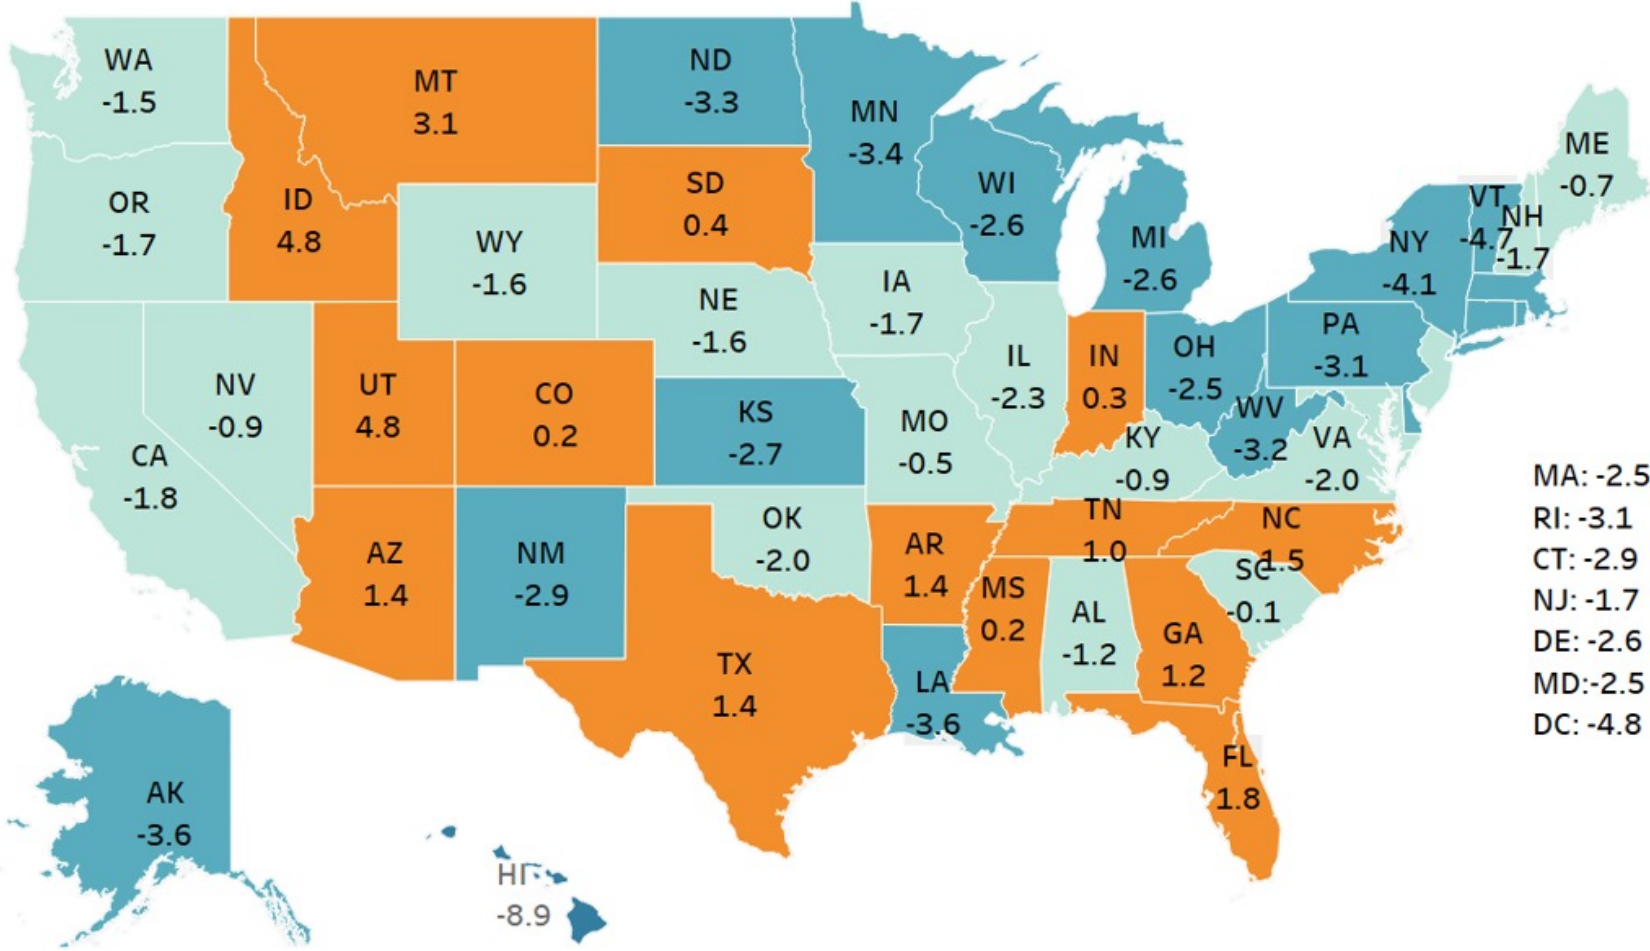 WA
-1.5
MT
3.1
ND
-3.3
MN
-3.4
ME
-0.7
OR
-1.7
ID
4.8
WY
-1.6
SD
0.4
WI
-2.6
MI
-2.6
NY
-4.1
VT
-4.7
NH
-1.7
NV
-0.9
UT
4.8
CO
0.2
NE
-1.6
IA
-1.7
IL
-2.3
IN
0.3
OH
-2.5
PA
-3.1
CA
-1.8
KS
-2.7
MO
-0.5
KY
-0.9
WV
-3.2
VA
-2.0
AZ
1.4
NM
-2.9
OK
-2.0
AR
1.4
TN
1.0
NC
1.5
SC
-0.1
TX
1.4
LA
-3.6
MS
0.2
AL
-1.2
GA
1.2
FL
1.8
AK
-3.6
HI
-8.9
MA: -2.5
RI: -3.1
CT: -2.9
NJ: -1.7
DE: -2.6
MD:-2.5
DC: -4.8